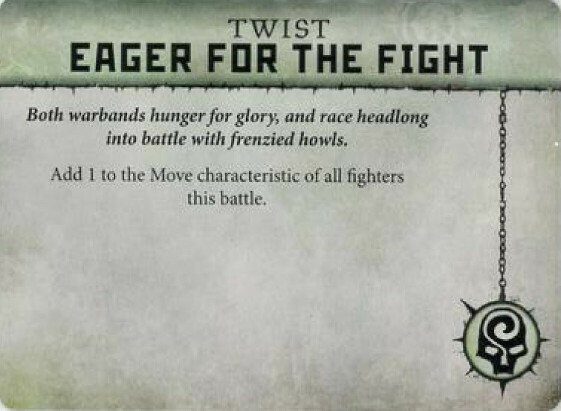 TWIST
EAGER FOR THE FIGHT
Both warbands hunger for glory, and race headlong
into battle with frenzied howls.
Add 1 to the Move characteristic of all fighters
this battle.